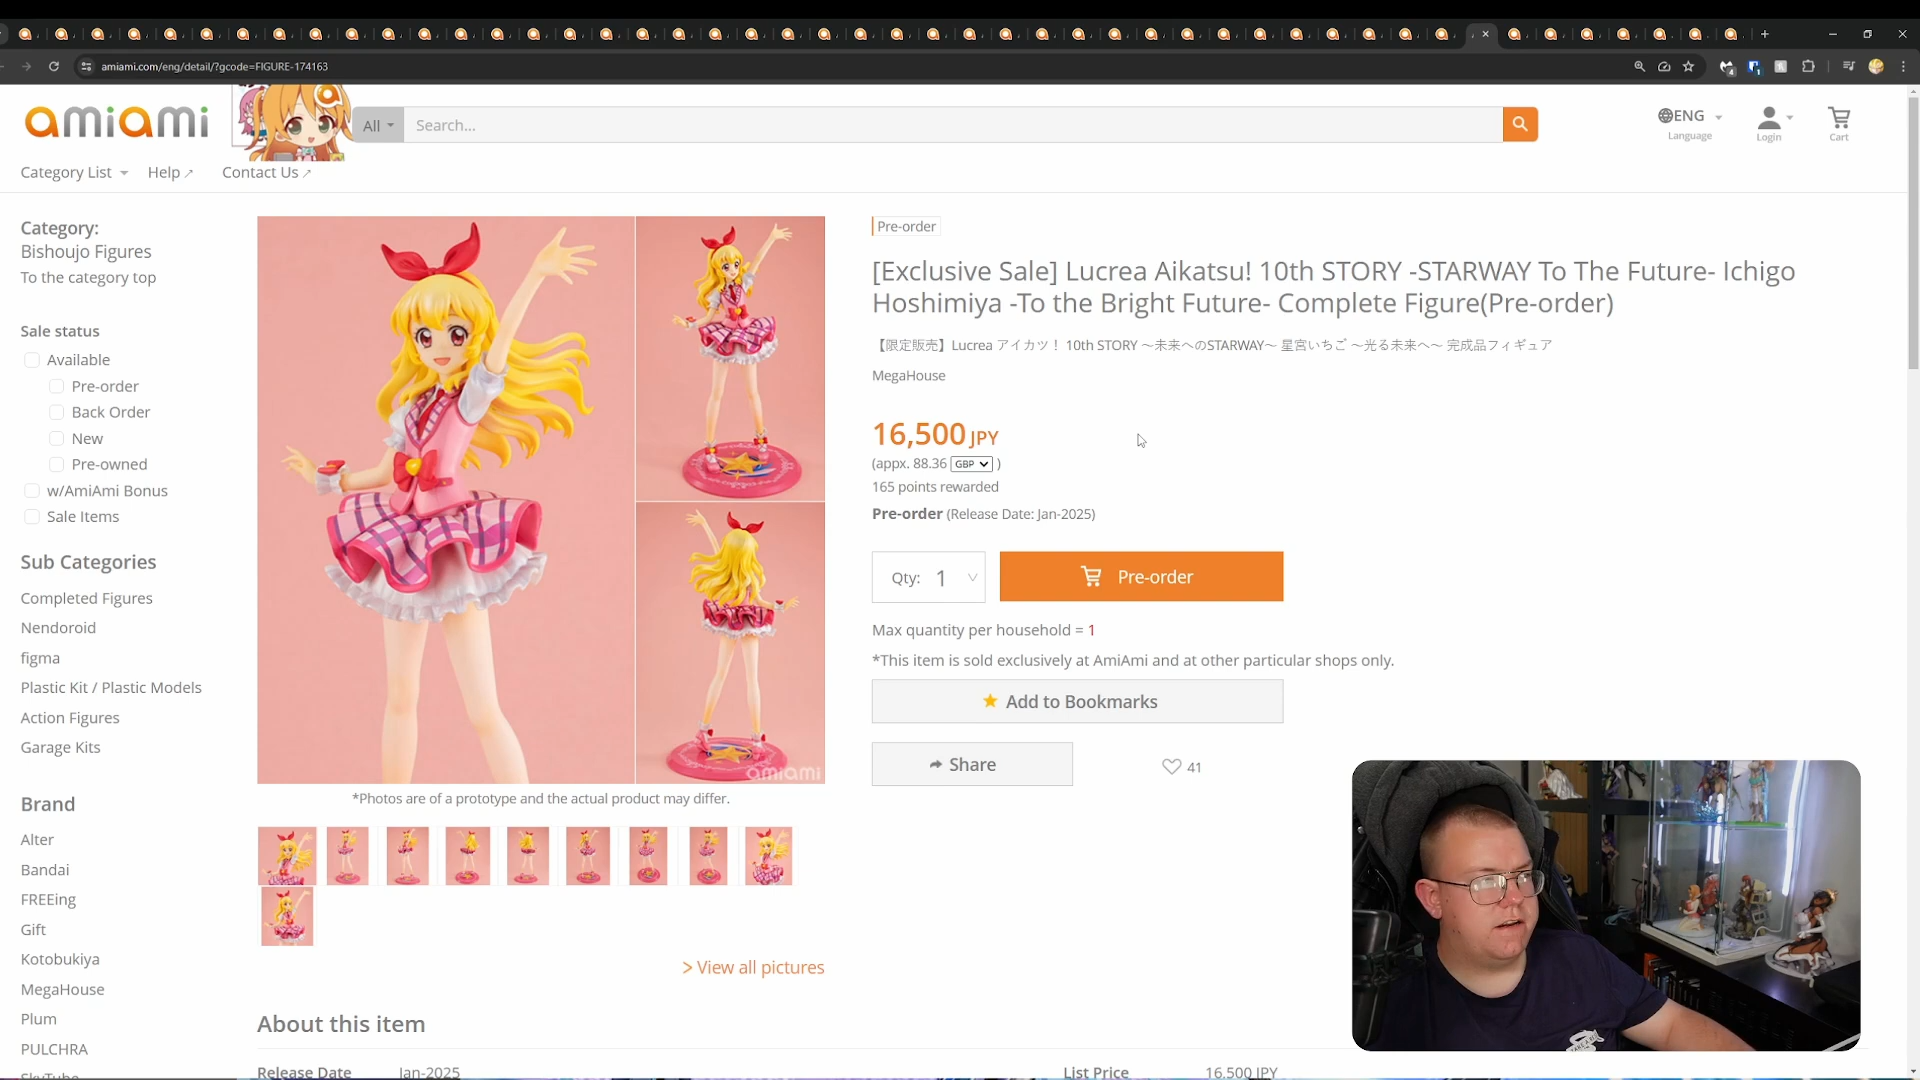 amiami.com/eng/detail/?gcode=FIGURE-174163
amiami
All
Search...
ENG
Language
Login
Cart
Category List
Help
Contact Us
Category:
Bishoujo Figures
To the category top
Sale status
Available
Pre-order
Back Order
New
Pre-owned
w/AmiAmi Bonus
Sale Items
Sub Categories
Completed Figures
Nendoroid
figma
Plastic Kit / Plastic Models
Action Figures
Garage Kits
Brand
Alter
Bandai
FREEing
Gift
Kotobukiya
MegaHouse
Plum
PULCHRA
SkyTube
amiami
*Photos are of a prototype and the actual product may differ.
> View all pictures
Pre-order
[Exclusive Sale] Lucrea Aikatsu! 10th STORY -STARWAY To The Future- Ichigo
Hoshimiya -To the Bright Future- Complete Figure(Pre-order)
【限定販売】Lucrea アイカツ！ 10th STORY ～未来へのSTARWAY～ 星宮いちご ～光る未来へ～ 完成品フィギュア
MegaHouse
16,500 JPY
(appx. 88.36 GBP )
165 points rewarded
Pre-order (Release Date: Jan-2025)
Qty: 1
Pre-order
Max quantity per household = 1
*This item is sold exclusively at AmiAmi and at other particular shops only.
Add to Bookmarks
Share
41
About this item
Release Date Jan-2025
List Price 16,500 JPY